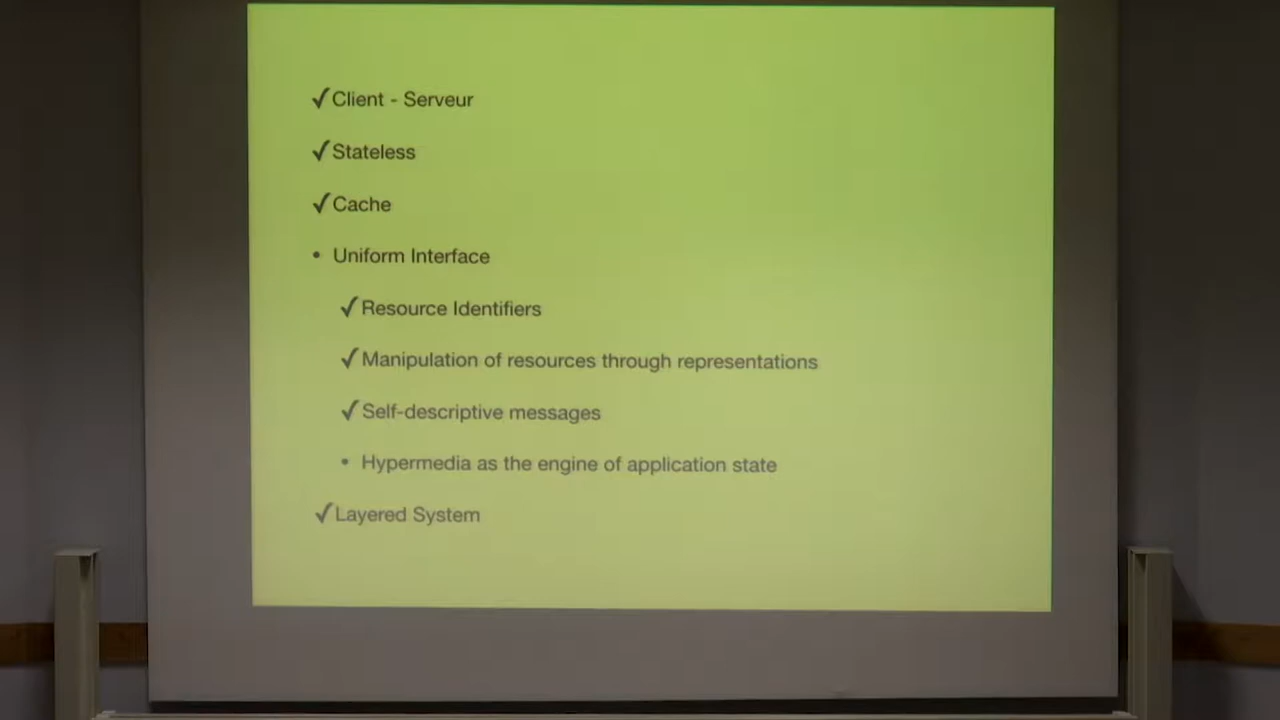 ✓Client - Serveur
✓Stateless
✓Cache
• Uniform Interface
✓Resource Identifiers
✓Manipulation of resources through representations
✓Self-descriptive messages
• Hypermedia as the engine of application state
✓Layered System